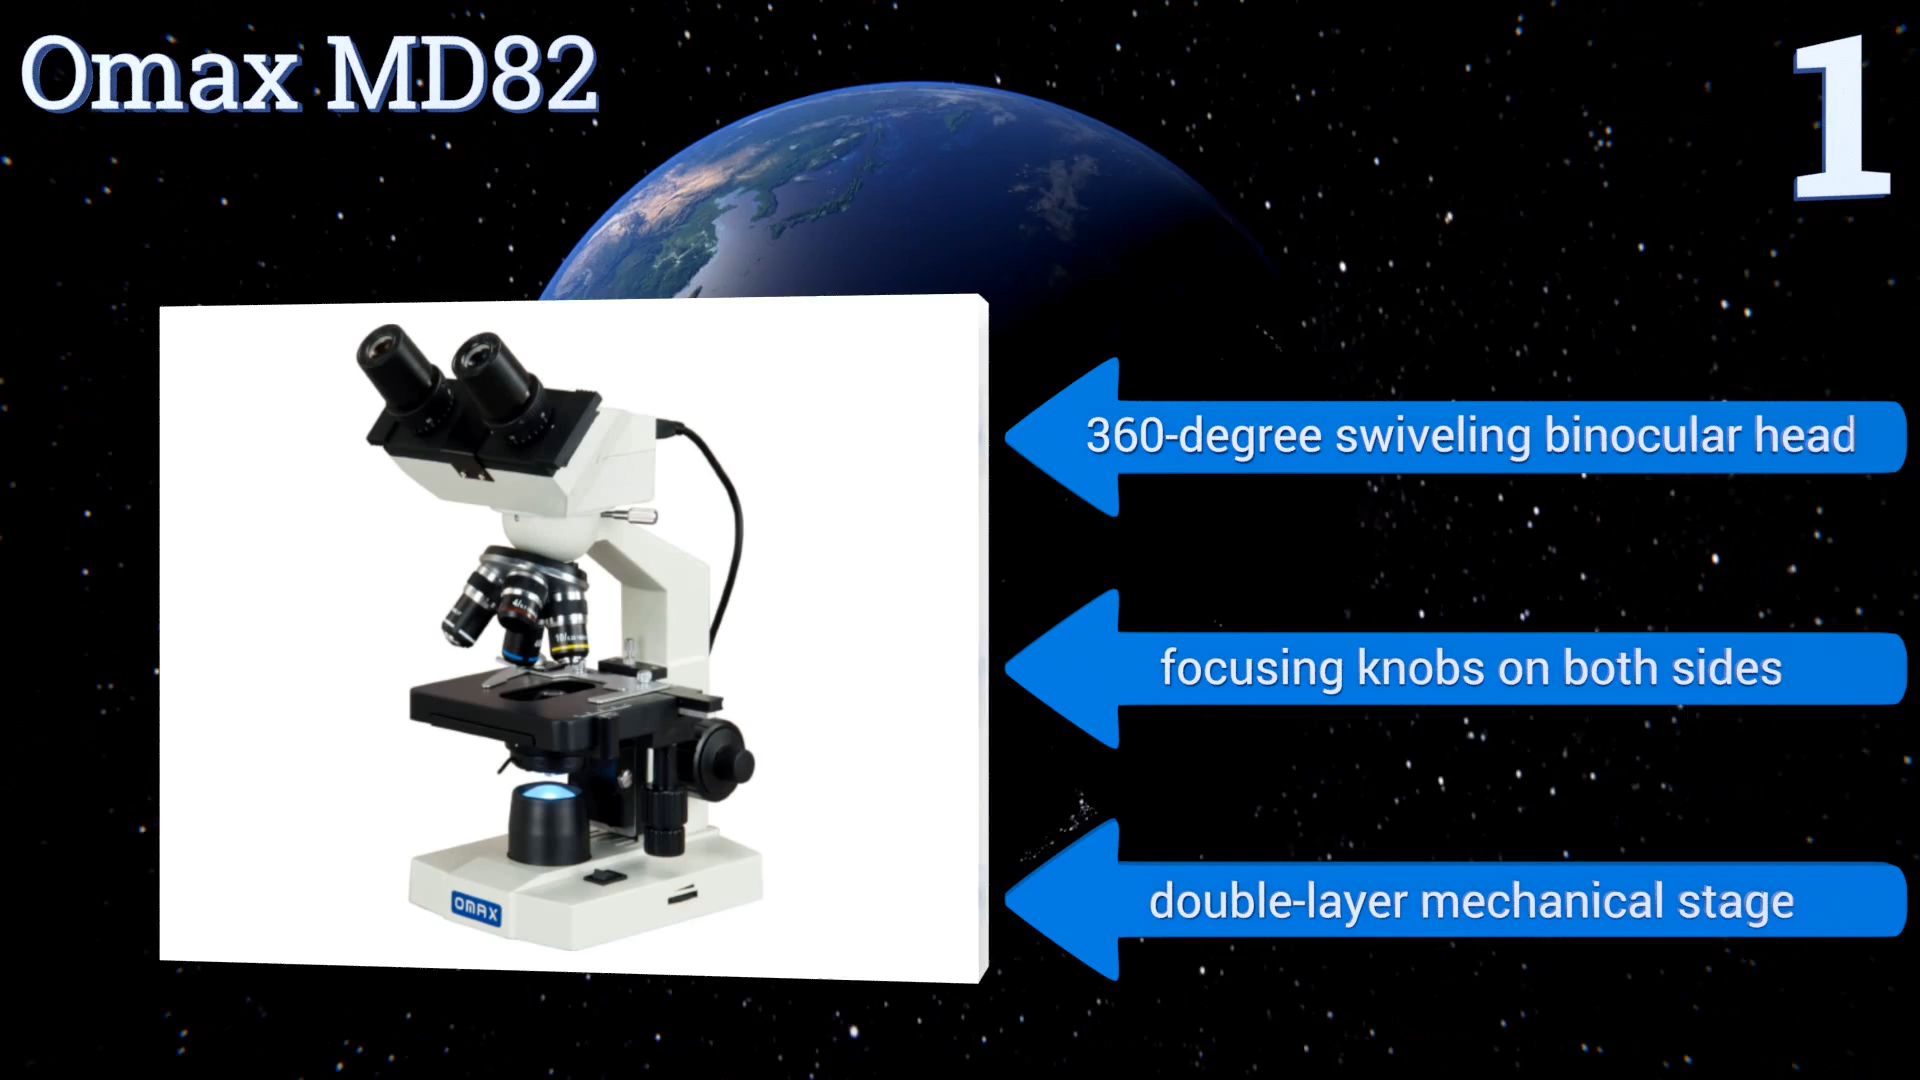 Omax MD82
1
360-degree swiveling binocular head
focusing knobs on both sides
double-layer mechanical stage
OMAX